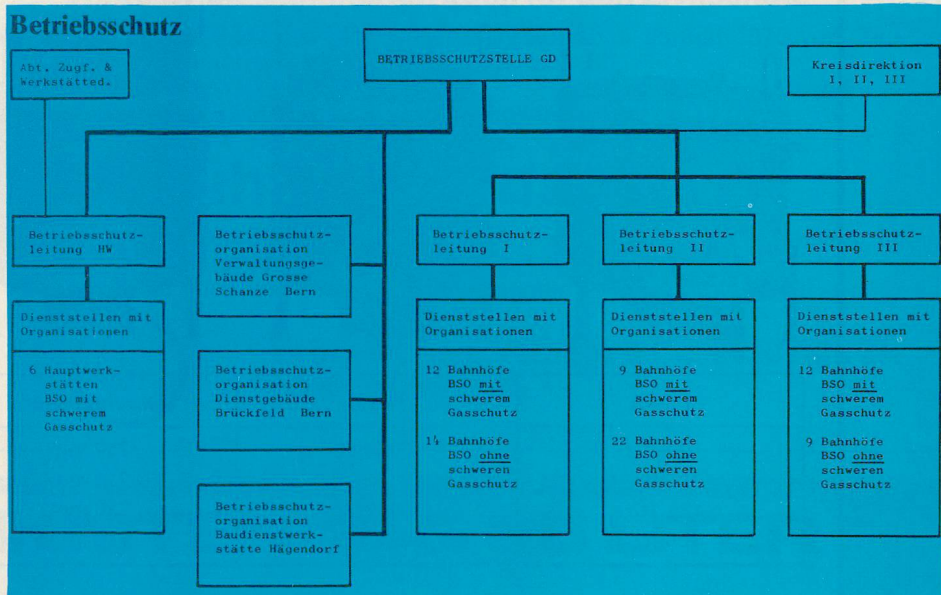 Betriebsschutz
Abt. Zugf. &
Werkstätted.
BETRIEBSSCHUTZSTELLE GD
Kreisdirektion
I, II, III
Betriebsschutz-
leitung HW
Dienststellen mit
Organisationen
6 Hauptwerk-
stätten
BSO mit
schwerem
Gasschutz
Betriebsschutz-
organisation
Verwaltungsge-
bäude Grosse
Schanze Bern
Betriebsschutz-
organisation
Dienstgebäude
Brückfeld Bern
Betriebsschutz-
organisation
Baudienstwerk-
stätte Hägendorf
Betriebsschutz-
leitung I
Dienststellen mit
Organisationen
12 Bahnhöfe
BSO mit
schwerem
Gasschutz
14 Bahnhöfe
BSO ohne
schweren
Gasschutz
Betriebsschutz-
leitung II
Dienststellen mit
Organisationen
9 Bahnhöfe
BSO mit
schwerem
Gasschutz
22 Bahnhöfe
BSO ohne
schweren
Gasschutz
Betriebsschutz-
leitung III
Dienststellen mit
Organisationen
12 Bahnhöfe
BSO mit
schwerem
Gasschutz
9 Bahnhöfe
BSO ohne
schweren
Gasschutz